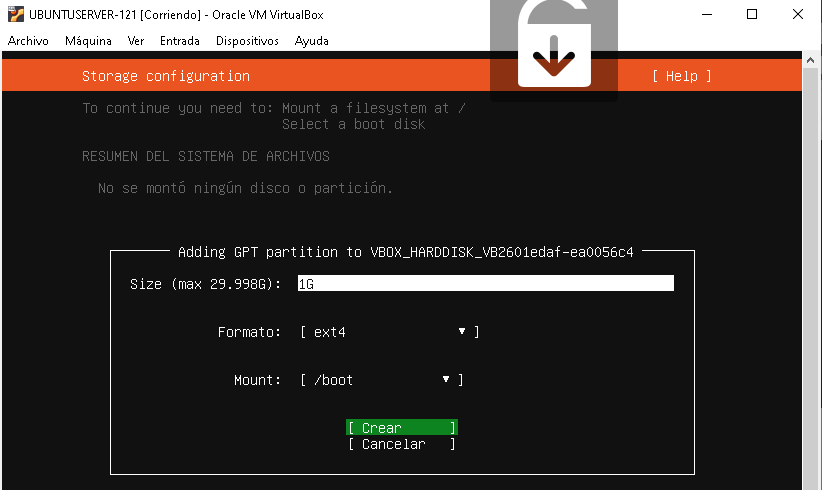 UBUNTUSERVER-121 [Corriendo] - Oracle VM VirtualBox
Archivo Máquina Ver Entrada Dispositivos Ayuda
Storage configuration [ Help ]
To continue you need to: Mount a filesystem at /
Select a boot disk
RESUMEN DEL SISTEMA DE ARCHIVOS
No se montó ningún disco o partición.
Adding GPT partition to VBOX_HARDDISK_VB2601edaf-ea0056c4
Size (max 29.998G): 1G
Formato: [ ext4 ▼ ]
Mount: [ /boot ▼ ]
[ Crear ]
[ Cancelar ]